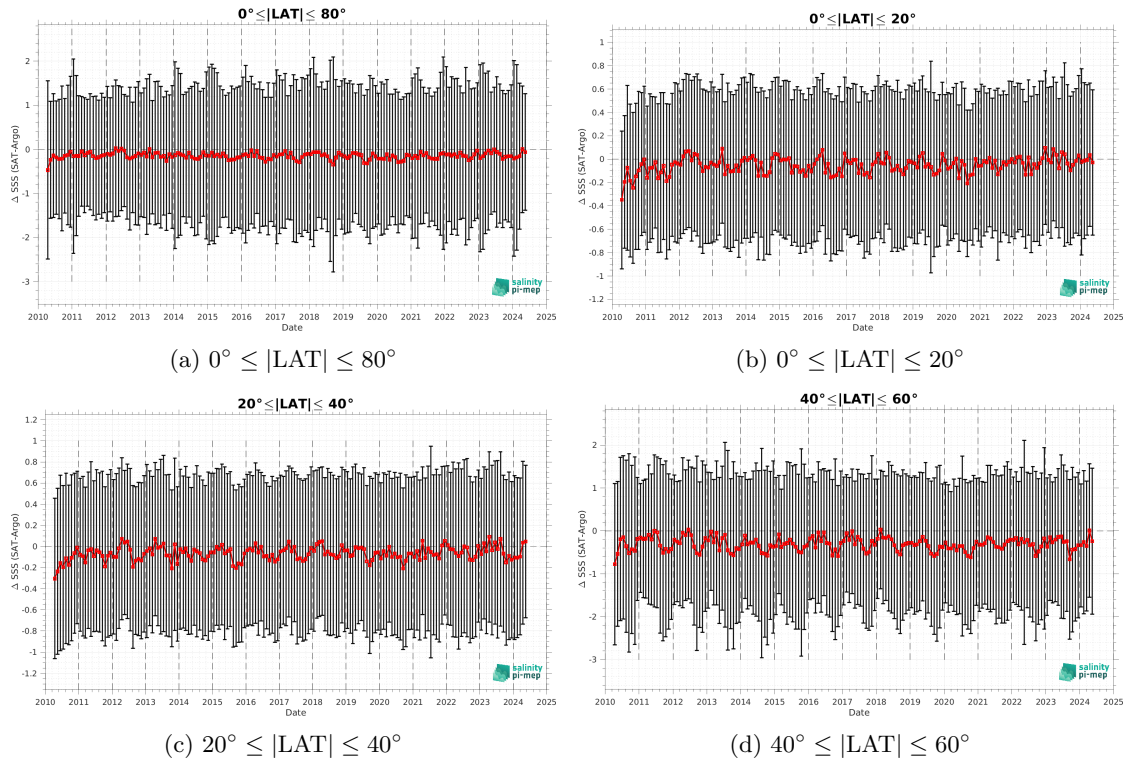 0°≤|LAT|≤ 80°
Δ SSS (SAT-Argo)
2
1
0
-1
-2
-3
salinity
pi-mep
2010 2011 2012 2013 2014 2015 2016 2017 2018 2019 2020 2021 2022 2023 2024 2025
Date
(a) 0° ≤ |LAT| ≤ 80°
0°≤|LAT|≤ 20°
Δ SSS (SAT-Argo)
1
0.8
0.6
0.4
0.2
0
-0.2
-0.4
-0.6
-0.8
-1
-1.2
salinity
pi-mep
2010 2011 2012 2013 2014 2015 2016 2017 2018 2019 2020 2021 2022 2023 2024 2025
Date
(b) 0° ≤ |LAT| ≤ 20°
20°≤|LAT|≤ 40°
Δ SSS (SAT-Argo)
1.2
1
0.8
0.6
0.4
0.2
0
-0.2
-0.4
-0.6
-0.8
-1
-1.2
salinity
pi-mep
2010 2011 2012 2013 2014 2015 2016 2017 2018 2019 2020 2021 2022 2023 2024 2025
Date
(c) 20° ≤ |LAT| ≤ 40°
40°≤|LAT|≤ 60°
Δ SSS (SAT-Argo)
2
1
0
-1
-2
-3
salinity
pi-mep
2010 2011 2012 2013 2014 2015 2016 2017 2018 2019 2020 2021 2022 2023 2024 2025
Date
(d) 40° ≤ |LAT| ≤ 60°